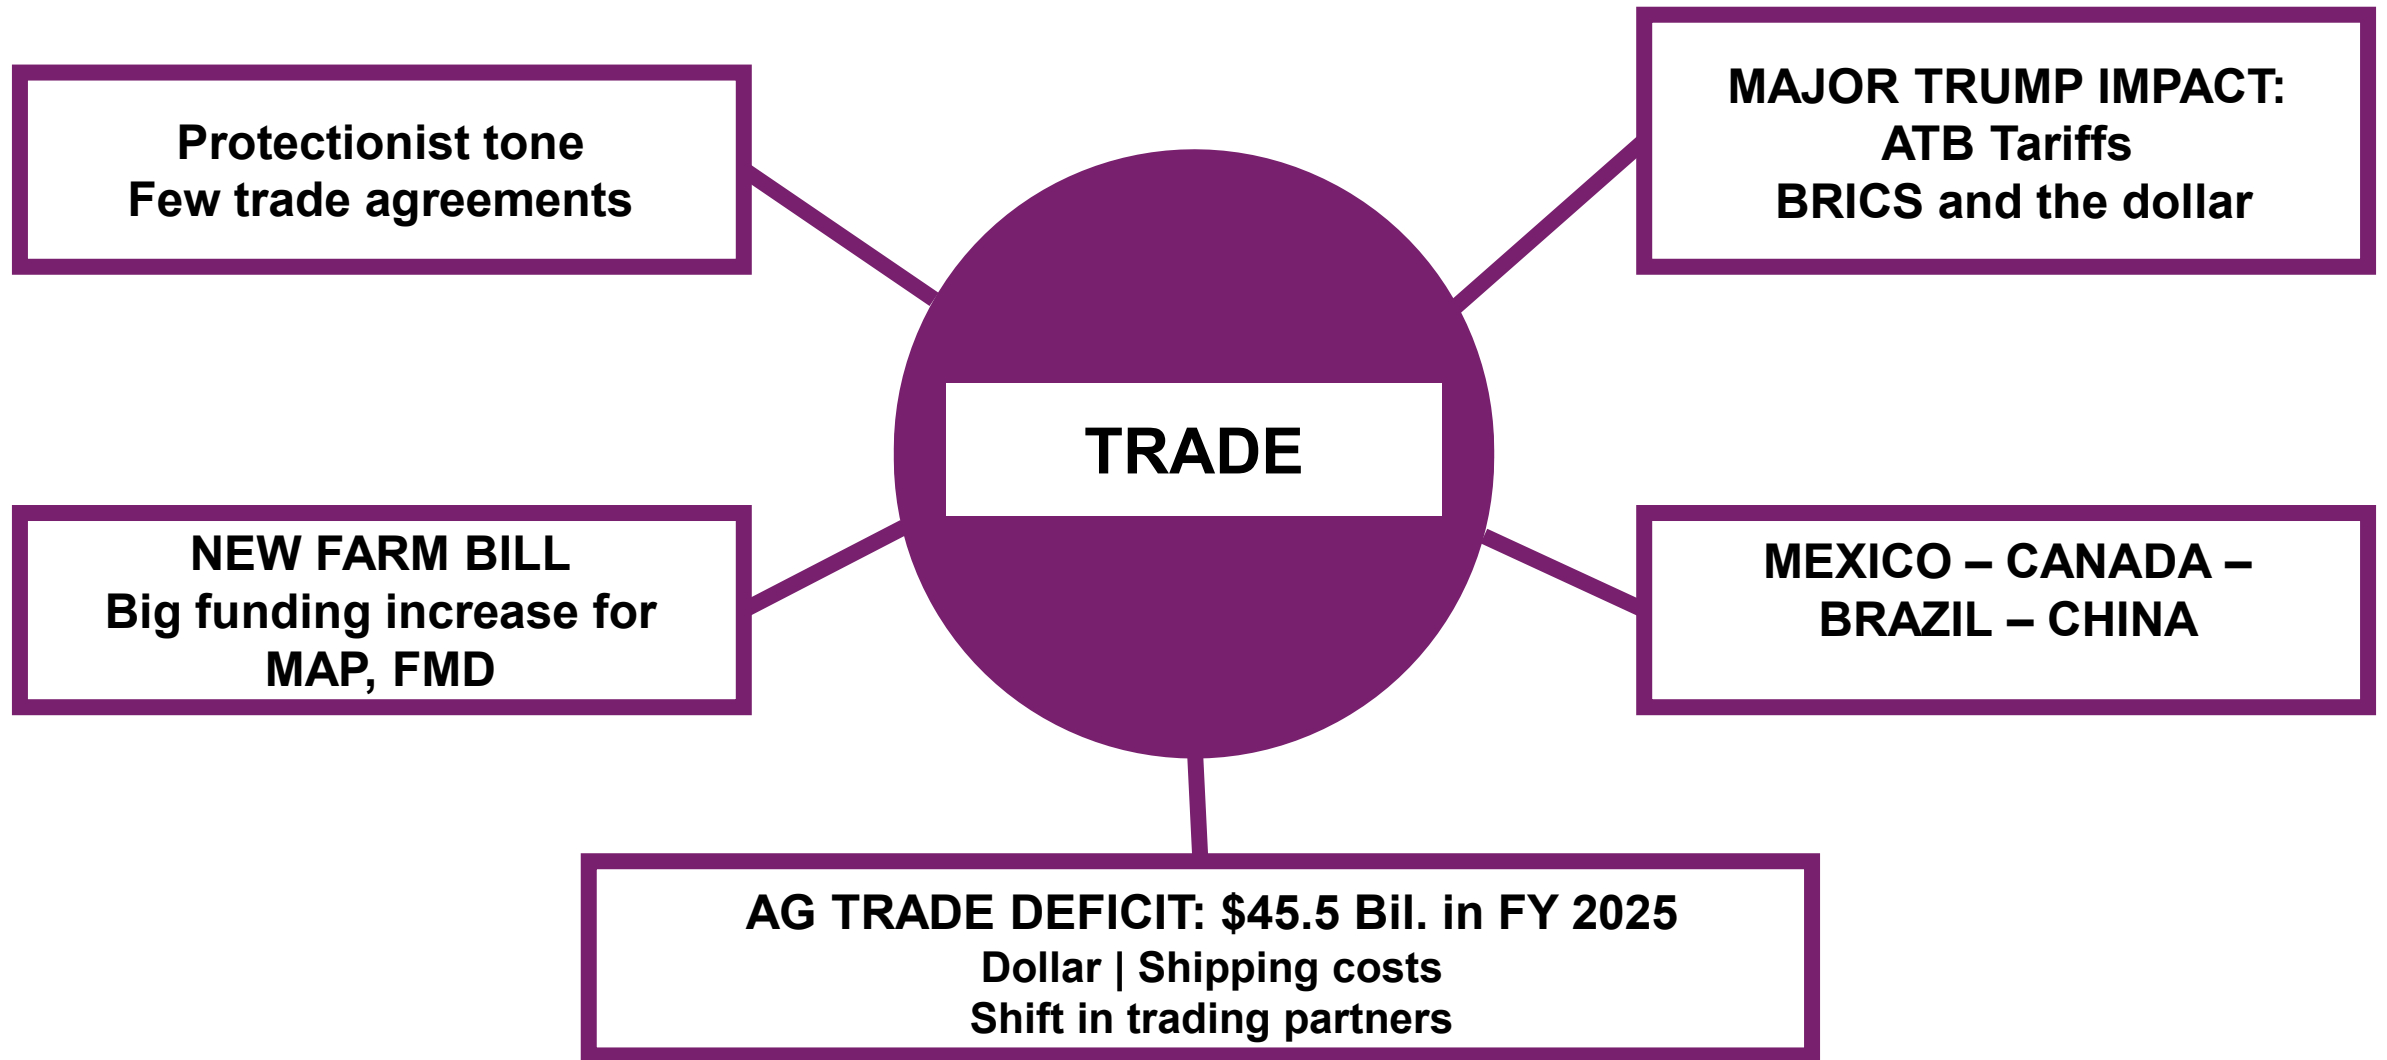 Protectionist tone
Few trade agreements
MAJOR TRUMP IMPACT:
ATB Tariffs
BRICS and the dollar
TRADE
NEW FARM BILL
Big funding increase for
MAP, FMD
MEXICO – CANADA –
BRAZIL – CHINA
AG TRADE DEFICIT: $45.5 Bil. in FY 2025
Dollar | Shipping costs
Shift in trading partners